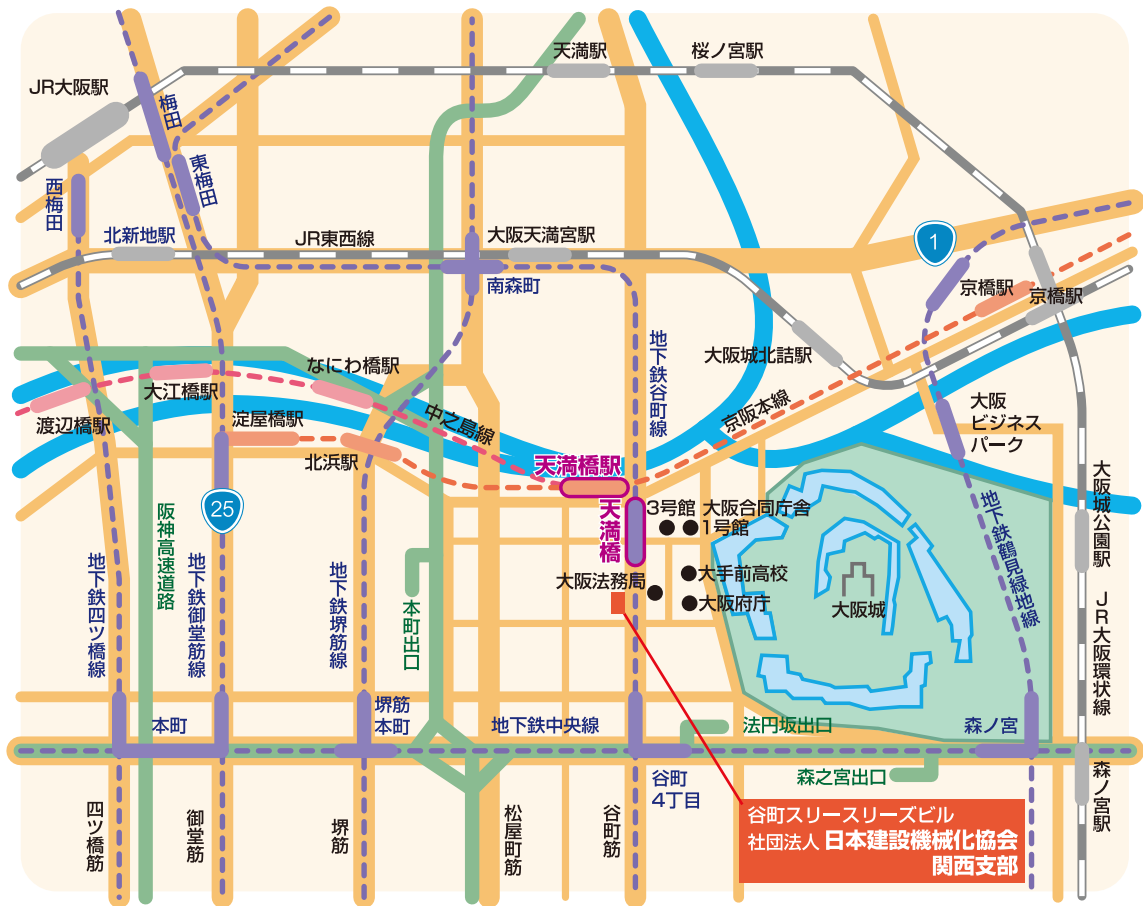 天満駅
桜ノ宮駅
JR大阪駅
梅田
東梅田
西梅田
北新地駅
JR東西線
大阪天満宮駅
1
南森町
京橋駅
京橋駅
地下鉄谷町線
大阪城北詰駅
なにわ橋駅
大江橋駅
渡辺橋駅
淀屋橋駅
中之島線
京阪本線
大阪
ビジネス
パーク
北浜駅
天満橋駅
天満橋
25
3号館
大阪合同庁舎
1号館
阪神高速道路
大手前高校
大阪法務局
大阪府庁
大阪城
地下鉄鶴見緑地線
大阪城公園駅
JR大阪環状線
地下鉄四ツ橋線
地下鉄御堂筋線
地下鉄堺筋線
本町出口
本町
堺筋
本町
地下鉄中央線
法円坂出口
森ノ宮
谷町
4丁目
森之宮出口
森ノ宮駅
四ツ橋筋
御堂筋
堺筋
松屋町筋
谷町筋
谷町スリースリーズビル
社団法人 日本建設機械化協会
関西支部